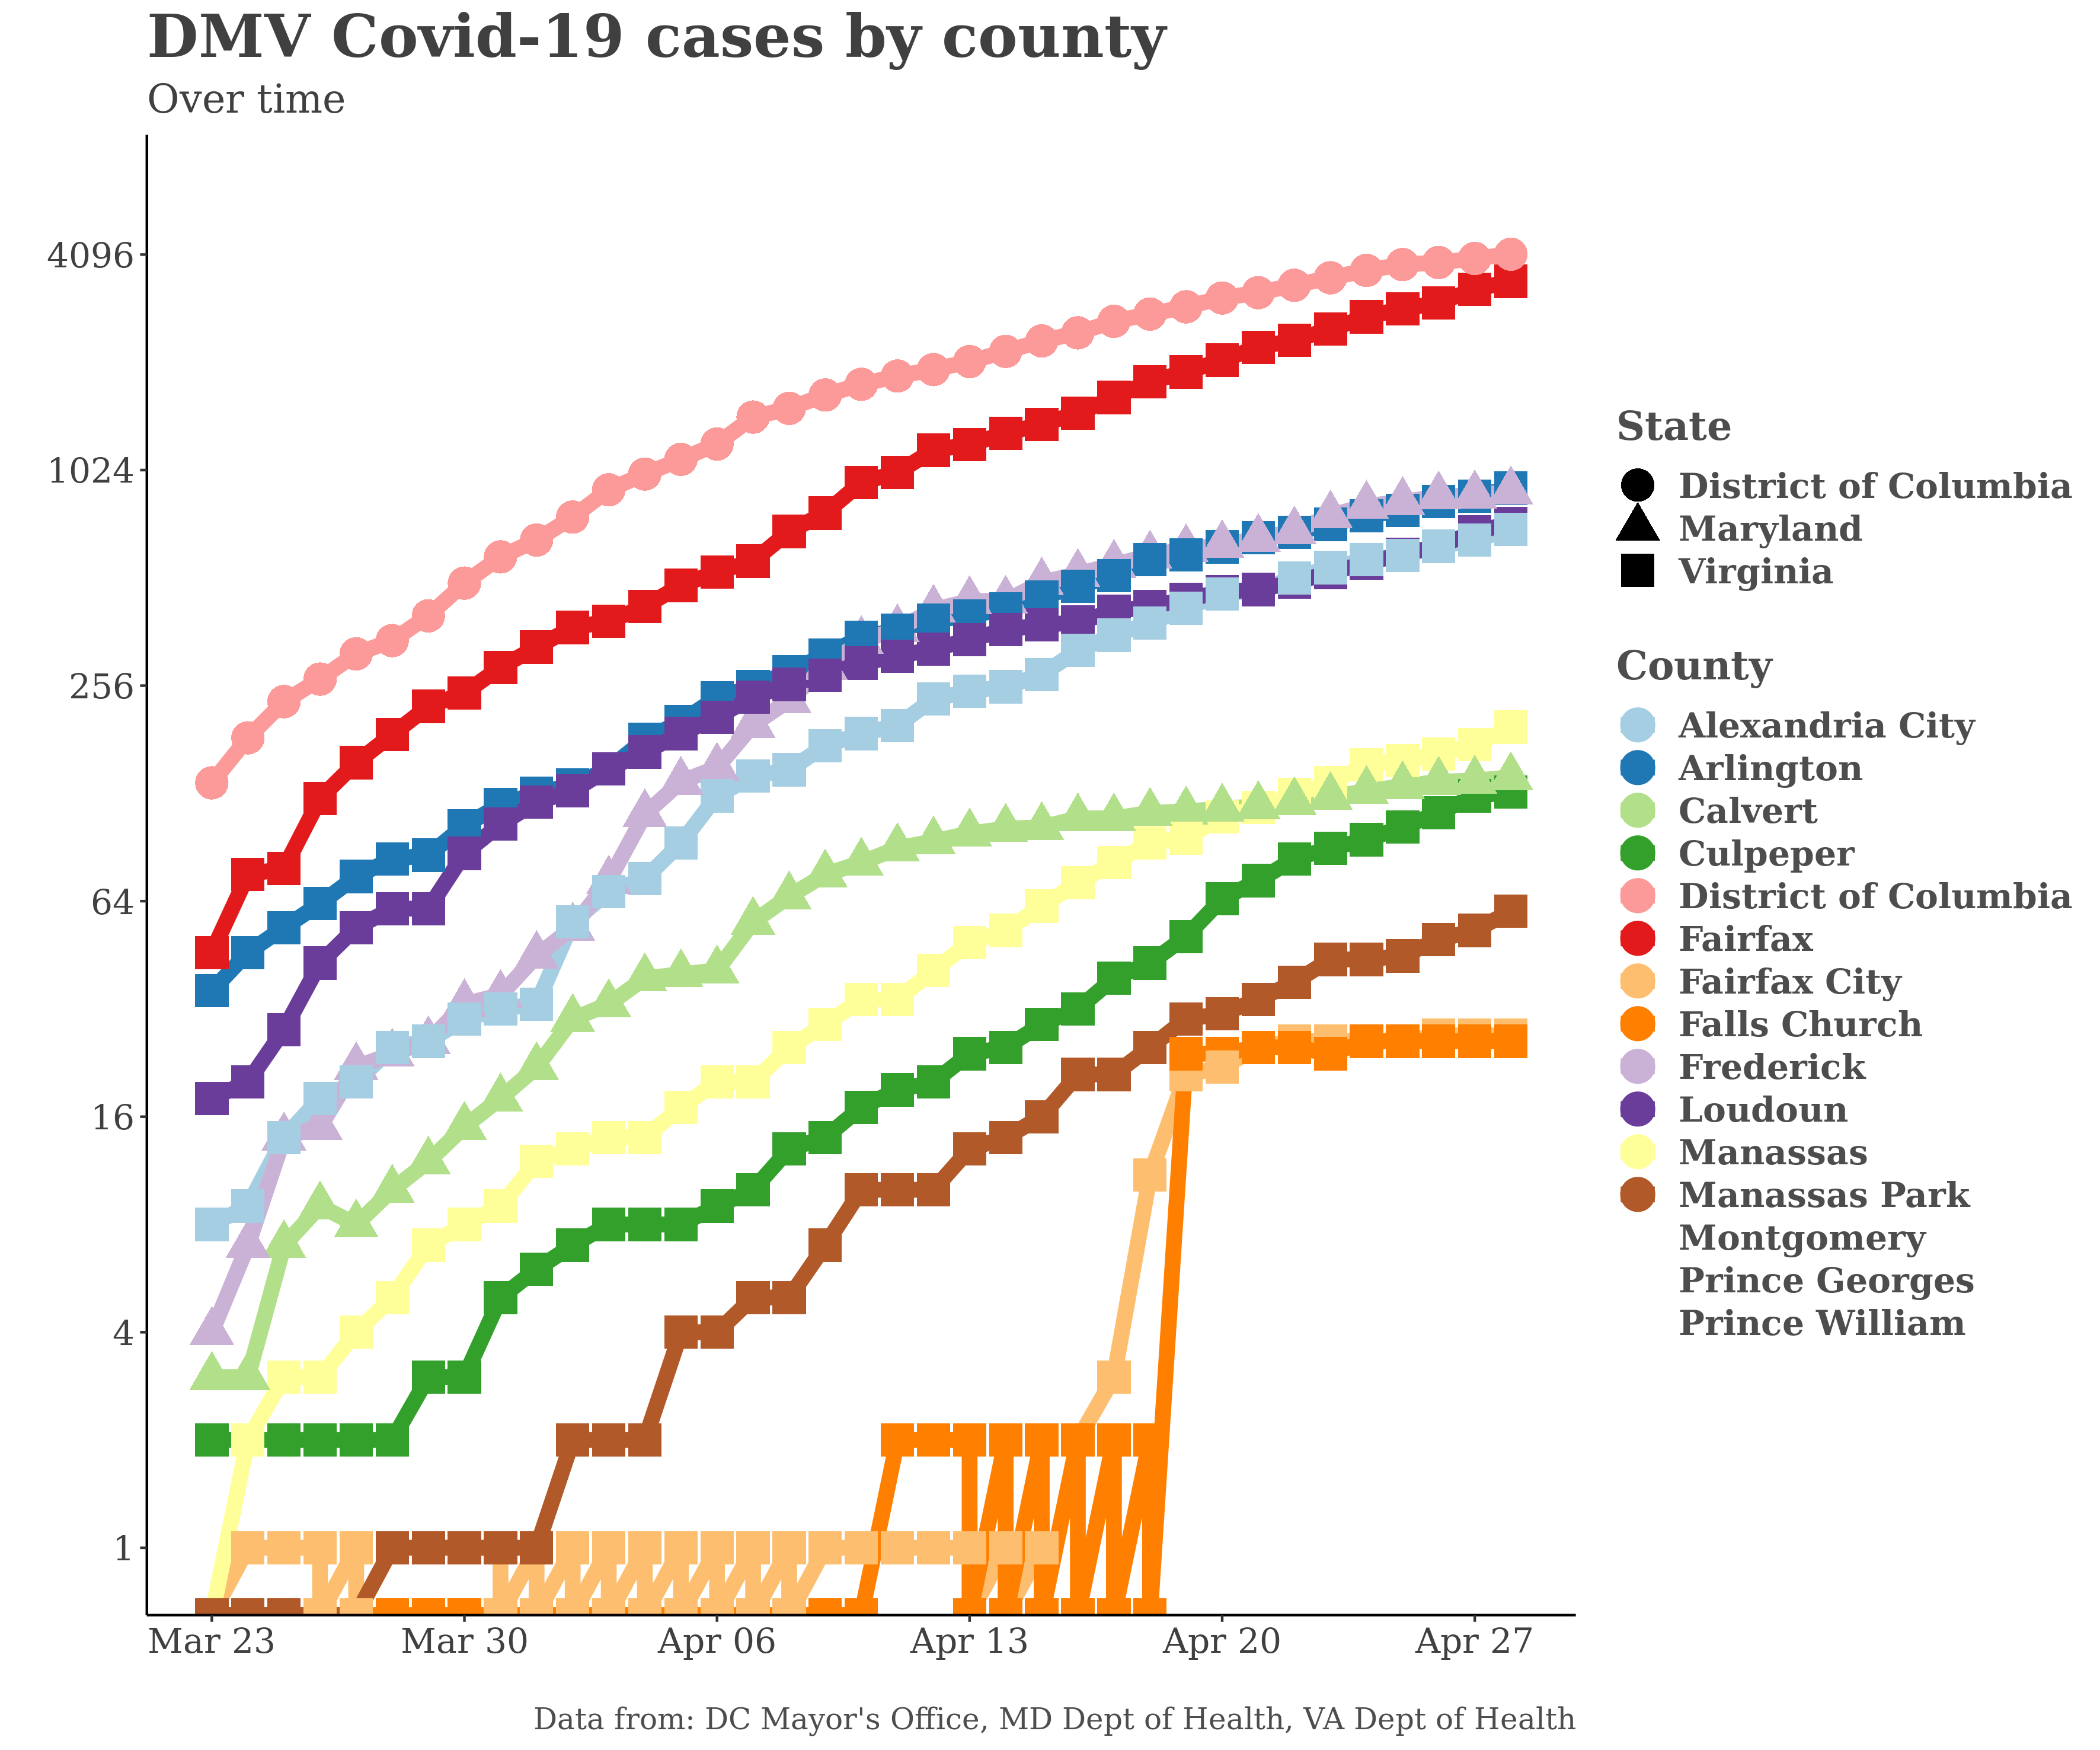 DMV Covid-19 cases by county
Over time
4096
1024
256
64
16
4
1
Mar 23
Mar 30
Apr 06
Apr 13
Apr 20
Apr 27
State
District of Columbia
Maryland
Virginia
County
Alexandria City
Arlington
Calvert
Culpeper
District of Columbia
Fairfax
Fairfax City
Falls Church
Frederick
Loudoun
Manassas
Manassas Park
Montgomery
Prince Georges
Prince William
Data from: DC Mayor's Office, MD Dept of Health, VA Dept of Health